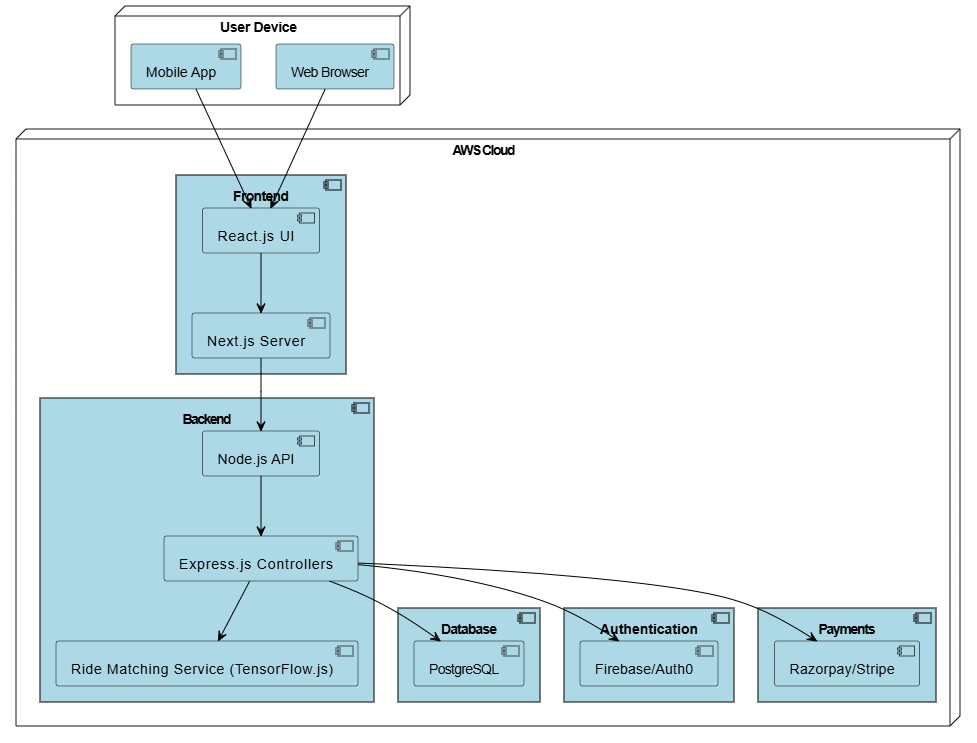 User Device
Mobile App
Web Browser
AWS Cloud
Frontend
React.js UI
Next.js Server
Backend
Node.js API
Express.js Controllers
Ride Matching Service (TensorFlow.js)
Database
PostgreSQL
Authentication
Firebase/Auth0
Payments
Razorpay/Stripe